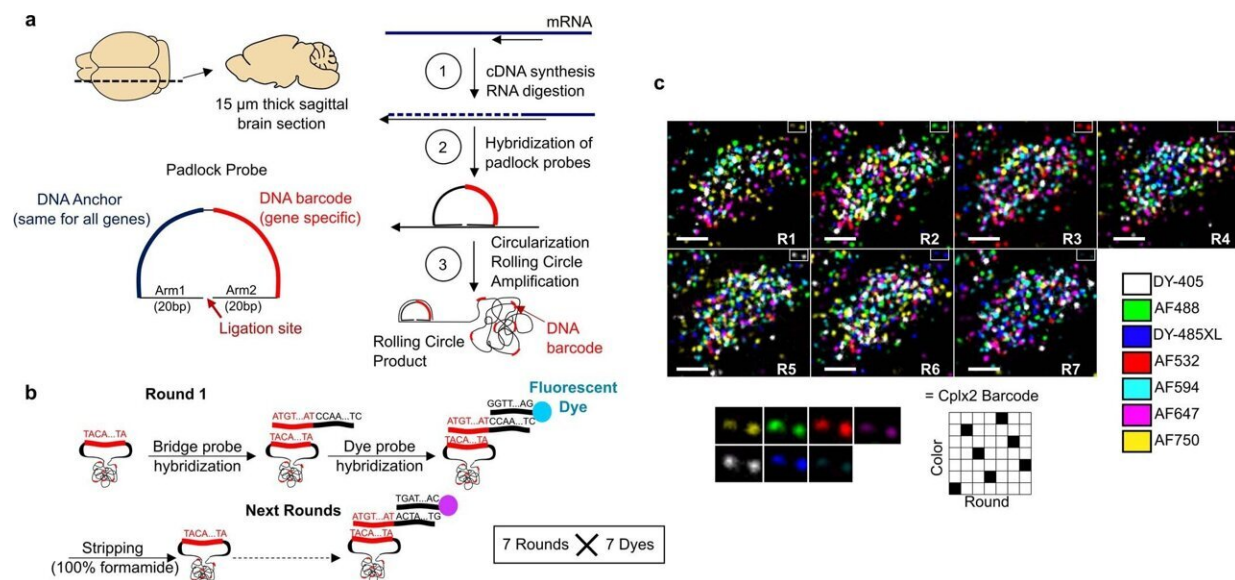 a
mRNA
1
cDNA synthesis
RNA digestion
15 µm thick sagittal
brain section
2
Hybridization of
padlock probes
Padlock Probe
DNA Anchor
(same for all genes)
DNA barcode
(gene specific)
Arm1
(20bp)
Arm2
(20bp)
Ligation site
3
Circularization
Rolling Circle
Amplification
Rolling Circle
Product
DNA
barcode
b
Round 1
TACA...TA
Bridge probe
hybridization
ATGT...AT CCAA...TC
TACA...TA
Dye probe
hybridization
Fluorescent
Dye
GGTT...AG
ATGT...AT CCAA...TC
TACA...TA
Next Rounds
Stripping
(100% formamide)
TACA...TA
TGAT...AC
ATGT...AT ACTA...TG
TACA...TA
7 Rounds X 7 Dyes
c
R1
R2
R3
R4
R5
R6
R7
DY-405
AF488
DY-485XL
AF532
AF594
AF647
AF750
= Cplx2 Barcode
Color
Round